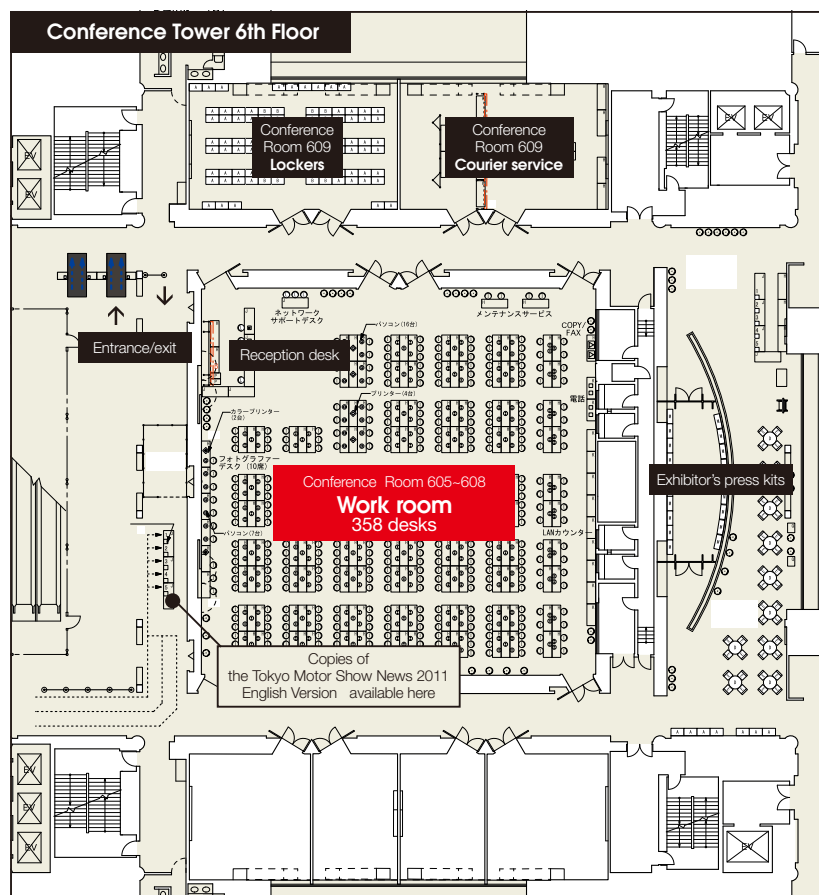 Conference Tower 6th Floor
Conference
Room 609
Lockers
Conference
Room 609
Courier service
EV
EV
EV
EV
Entrance/exit
ネットワーク
サポートデスク
メンテナンスサービス
パソコン(16台)
COPY/
FAX
Reception desk
プリンター(4台)
電話
カラープリンター
(2台)
フォトグラファー
デスク (10席)
Conference Room 605~608
Work room
358 desks
Exhibitor's press kits
パソコン(7台)
LANカウンター
Copies of
the Tokyo Motor Show News 2011
English Version available here
EV
EV
EV
EV